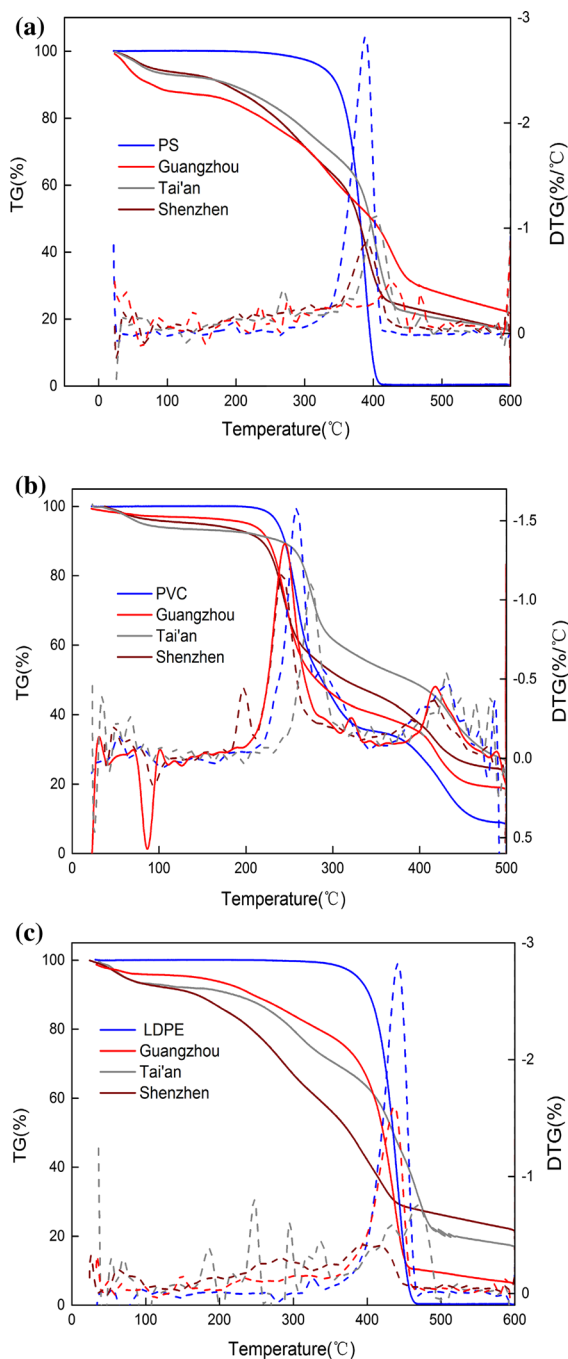 (a)
-3
100
80
-2
PS
Guangzhou
Tai'an
Shenzhen
TG(%)
60
DTG(%/℃)
-1
40
20
0
0
0
100
200
300
400
500
600
Temperature(℃)
(b)
100
-1.5
80
-1.0
PVC
Guangzhou
Tai'an
Shenzhen
TG(%)
60
-0.5
DTG(%/℃)
40
0.0
20
0.5
0
0
100
200
300
400
500
Temperature(℃)
(c)
-3
100
80
LDPE
Guangzhou
Tai'an
Shenzhen
-2
TG(%)
60
DTG(%)
40
-1
20
0
0
0
100
200
300
400
500
600
Temperature(℃)